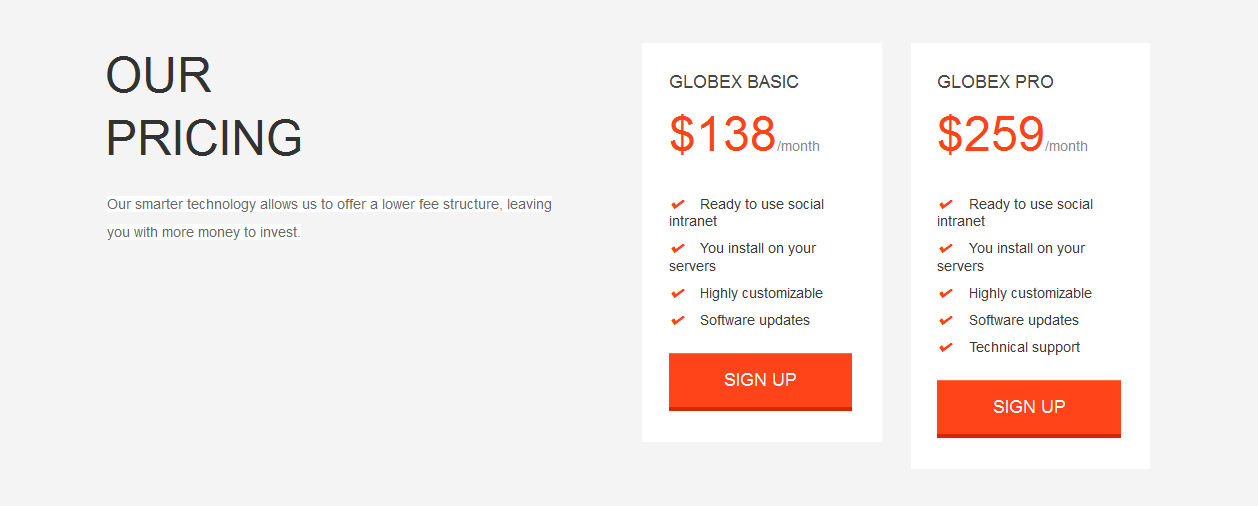 OUR
PRICING
Our smarter technology allows us to offer a lower fee structure, leaving
you with more money to invest.
GLOBEX BASIC
$138/month
Ready to use social
intranet
You install on your
servers
Highly customizable
Software updates
SIGN UP
GLOBEX PRO
$259/month
Ready to use social
intranet
You install on your
servers
Highly customizable
Software updates
Technical support
SIGN UP